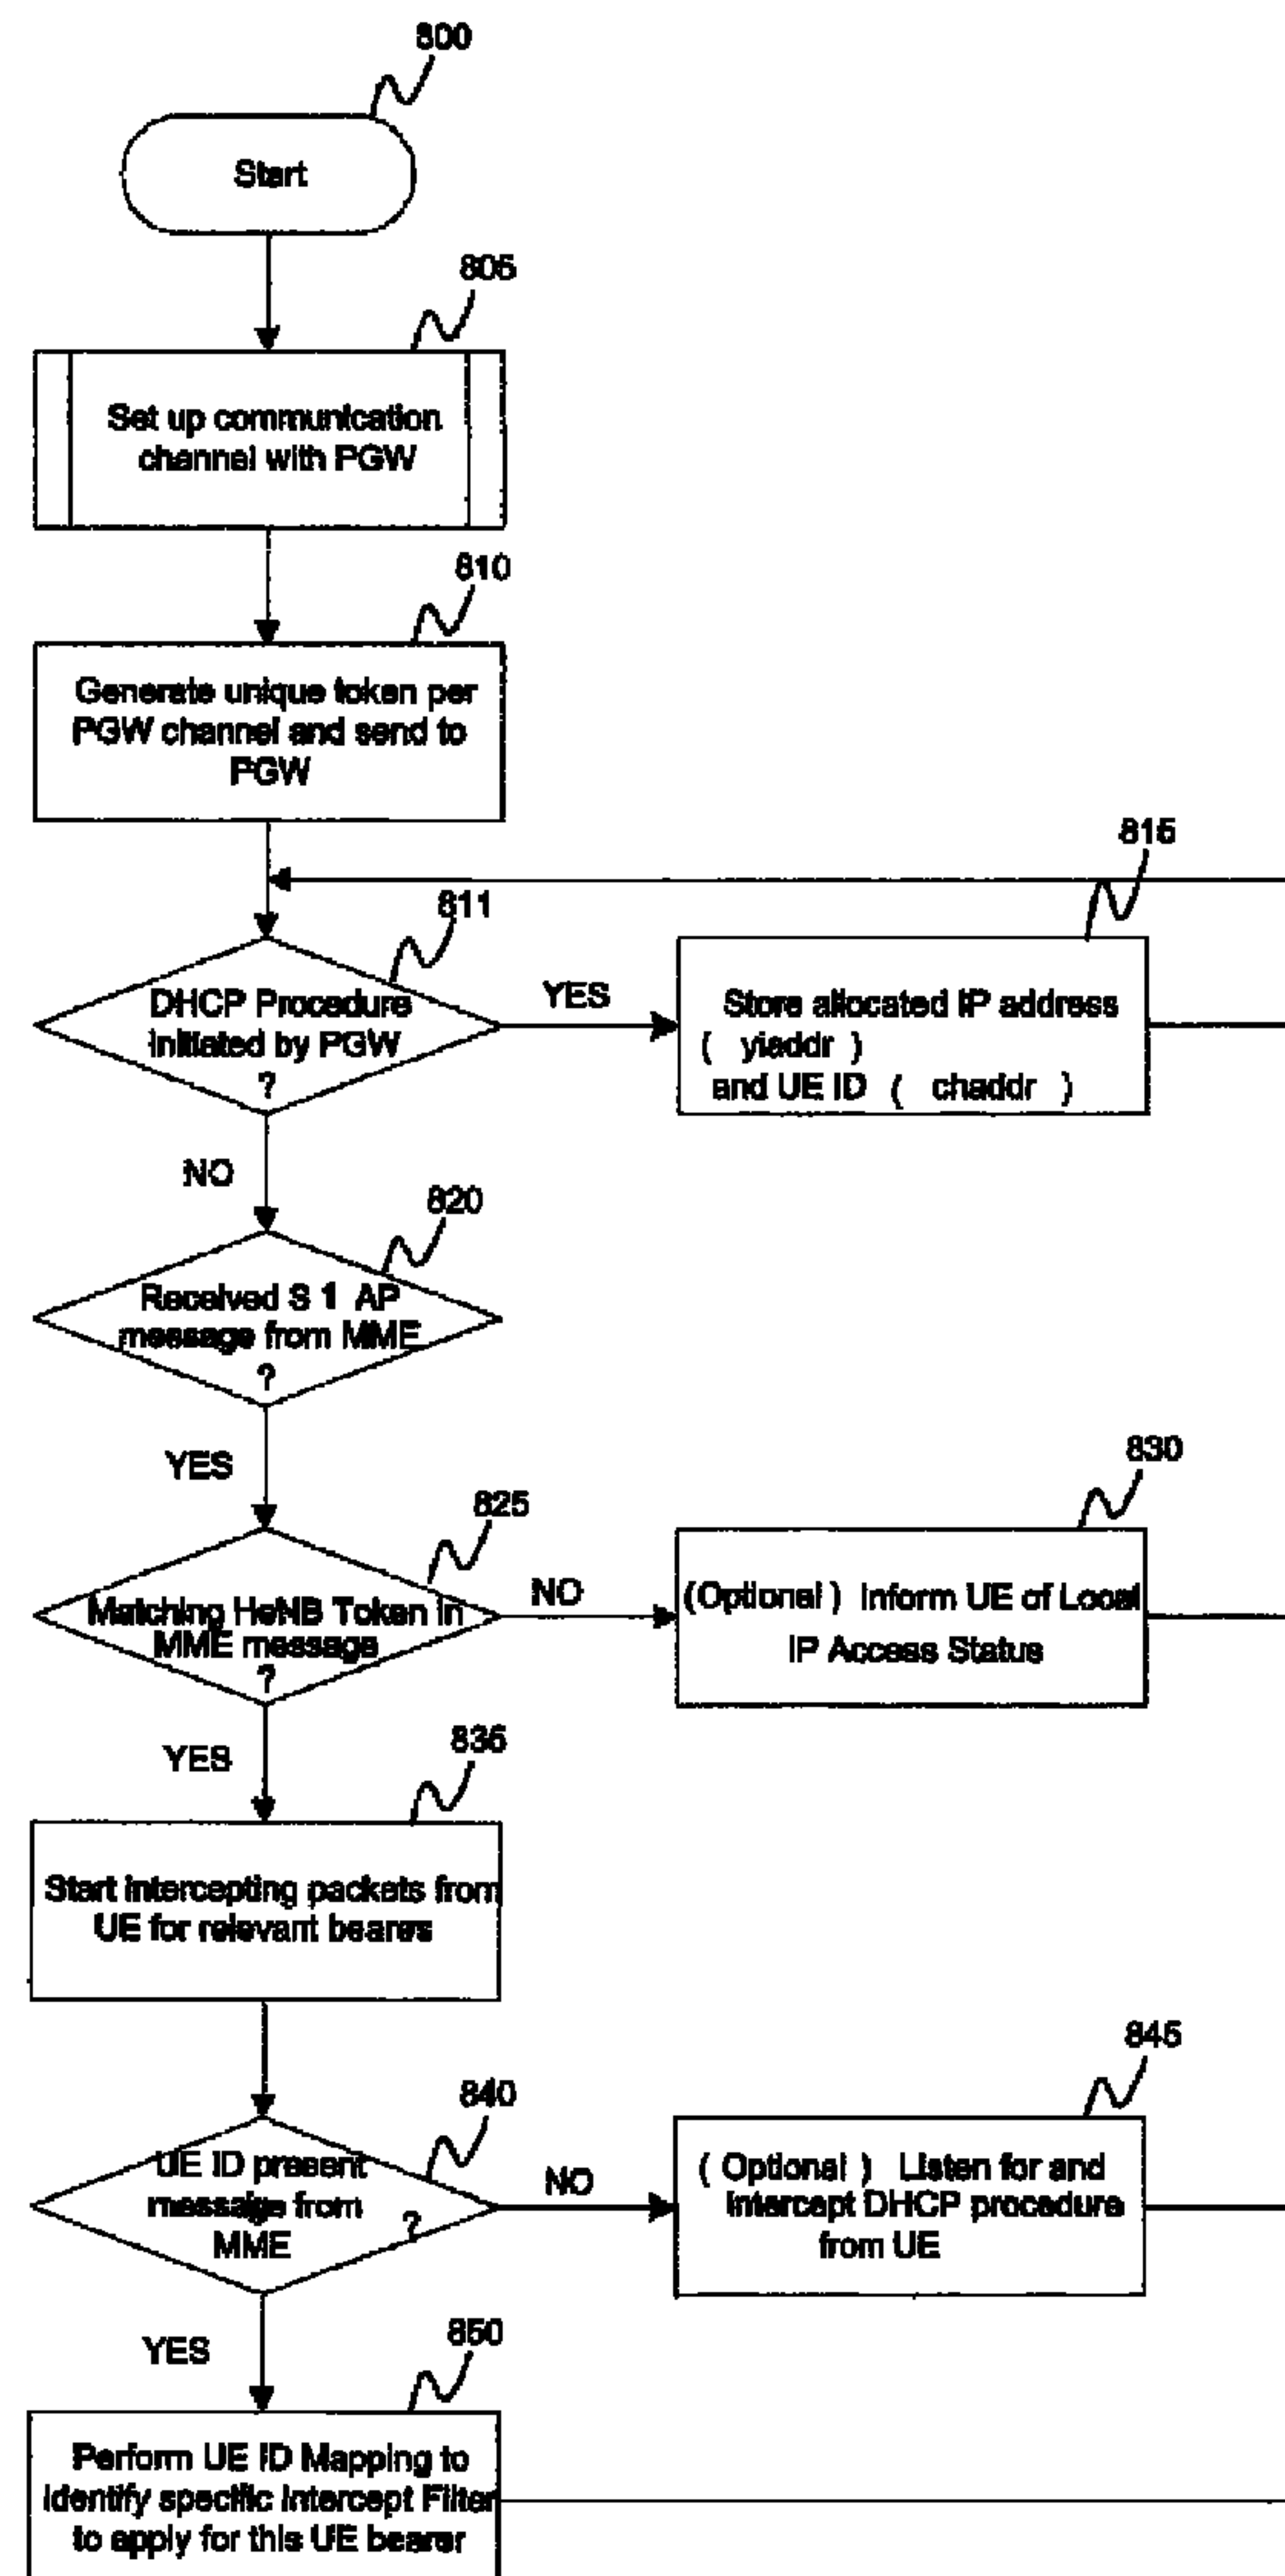 800
Start
805
Set up communication
channel with PGW
810
Generate unique token per
PGW channel and send to
PGW
815
811
DHCP Procedure
initiated by PGW
?
YES
Store allocated IP address
( yiaddr )
and UE ID ( chaddr )
NO
820
Received S 1 AP
message from MME
?
YES
830
825
Matching HeNB Token in
MME message
?
NO
(Optional) Inform UE of Local
IP Access Status
YES
835
Start intercepting packets from
UE for relevant beares
845
840
UE ID present
message from
MME
?
NO
( Optional ) Listen for and
intercept DHCP procedure
from UE
YES
850
Perform UE ID Mapping to
identify specific Intercept Filter
to apply for this UE bearer